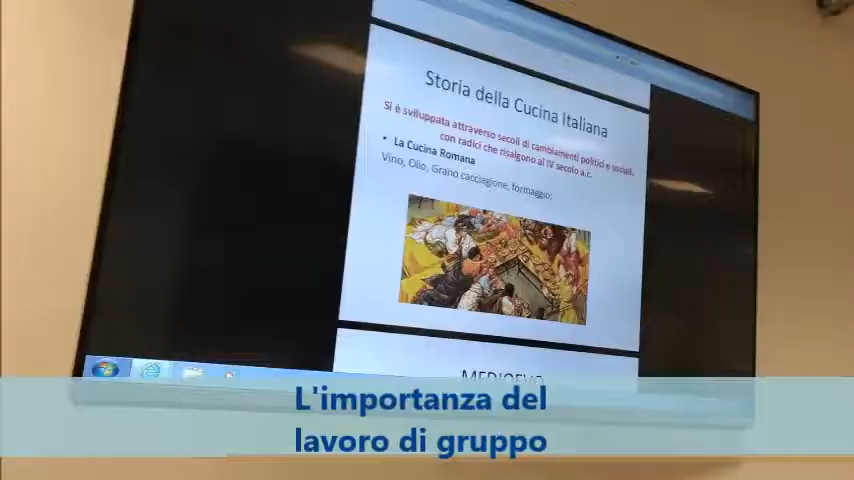 Storia della Cucina Italiana
Si è sviluppata attraverso secoli di cambiamenti politici e sociali,
con radici che risalgono al IV secolo a.c.
• La Cucina Romana
Vino, Olio, Grano cacciagione, formaggio;
MEDIOEVO
L'importanza del
lavoro di gruppo